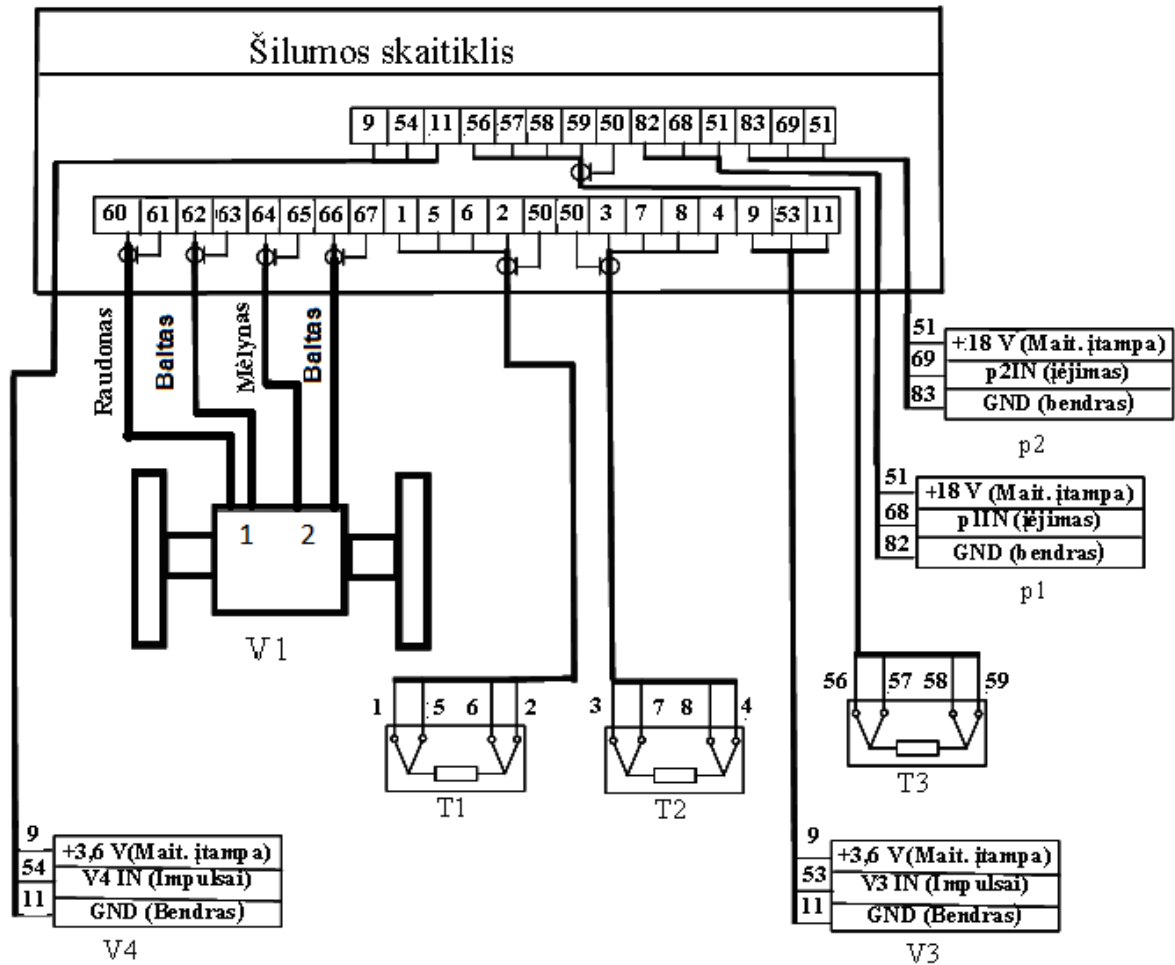 Šilumos skaitiklis
9 54 11 56 57 58 59 50 82 68 51 83 69 51
60 61 62 63 64 65 66 67 1 5 6 2 50 50 3 7 8 4 9 53 11
Raudonas
Baltas
Mėlynas
Baltas
51 +18 V (Mait. įtampa)
69 p2IN (įėjimas)
83 GND (bendras)
p2
51 +18 V (Mait. įtampa)
68 p1IN (įėjimas)
82 GND (bendras)
p1
1 2
V1
1 5 6 2
T1
3 7 8 4
T2
56 57 58 59
T3
9 +3,6 V(Mait. įtampa)
54 V4 IN (Impulsai)
11 GND (Bendras)
V4
9 +3,6 V(Mait. įtampa)
53 V3 IN (Impulsai)
11 GND (Bendras)
V3